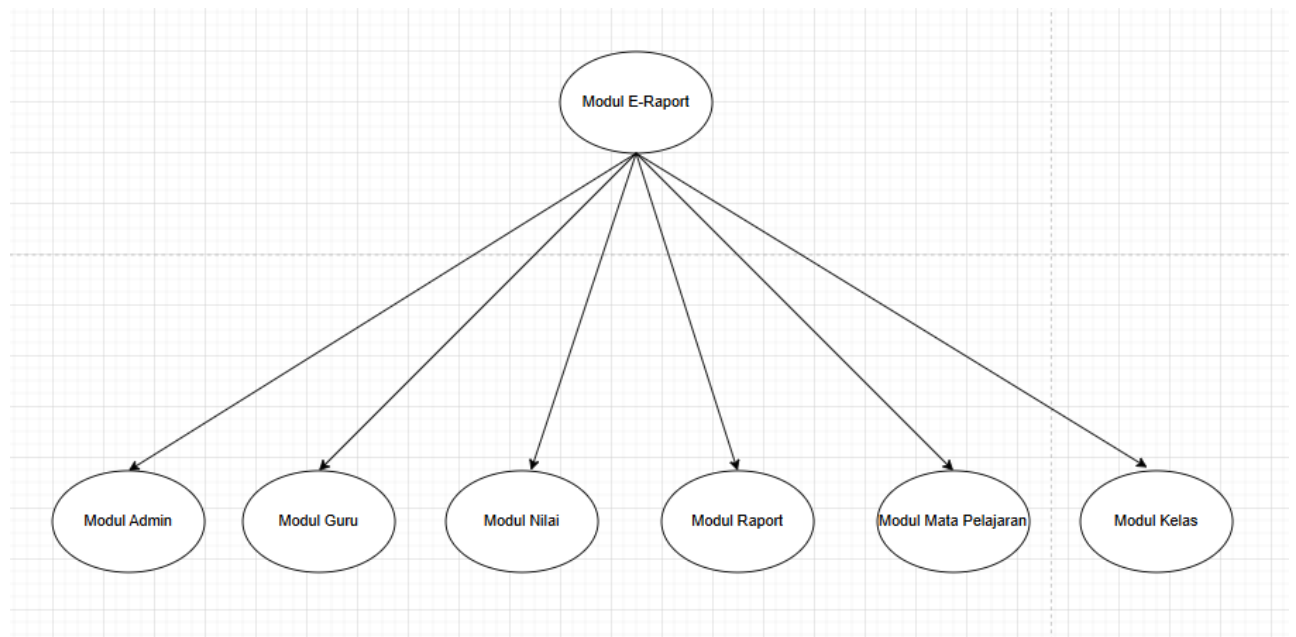 Modul E-Raport
Modul Admin
Modul Guru
Modul Nilai
Modul Raport
Modul Mata Pelajaran
Modul Kelas